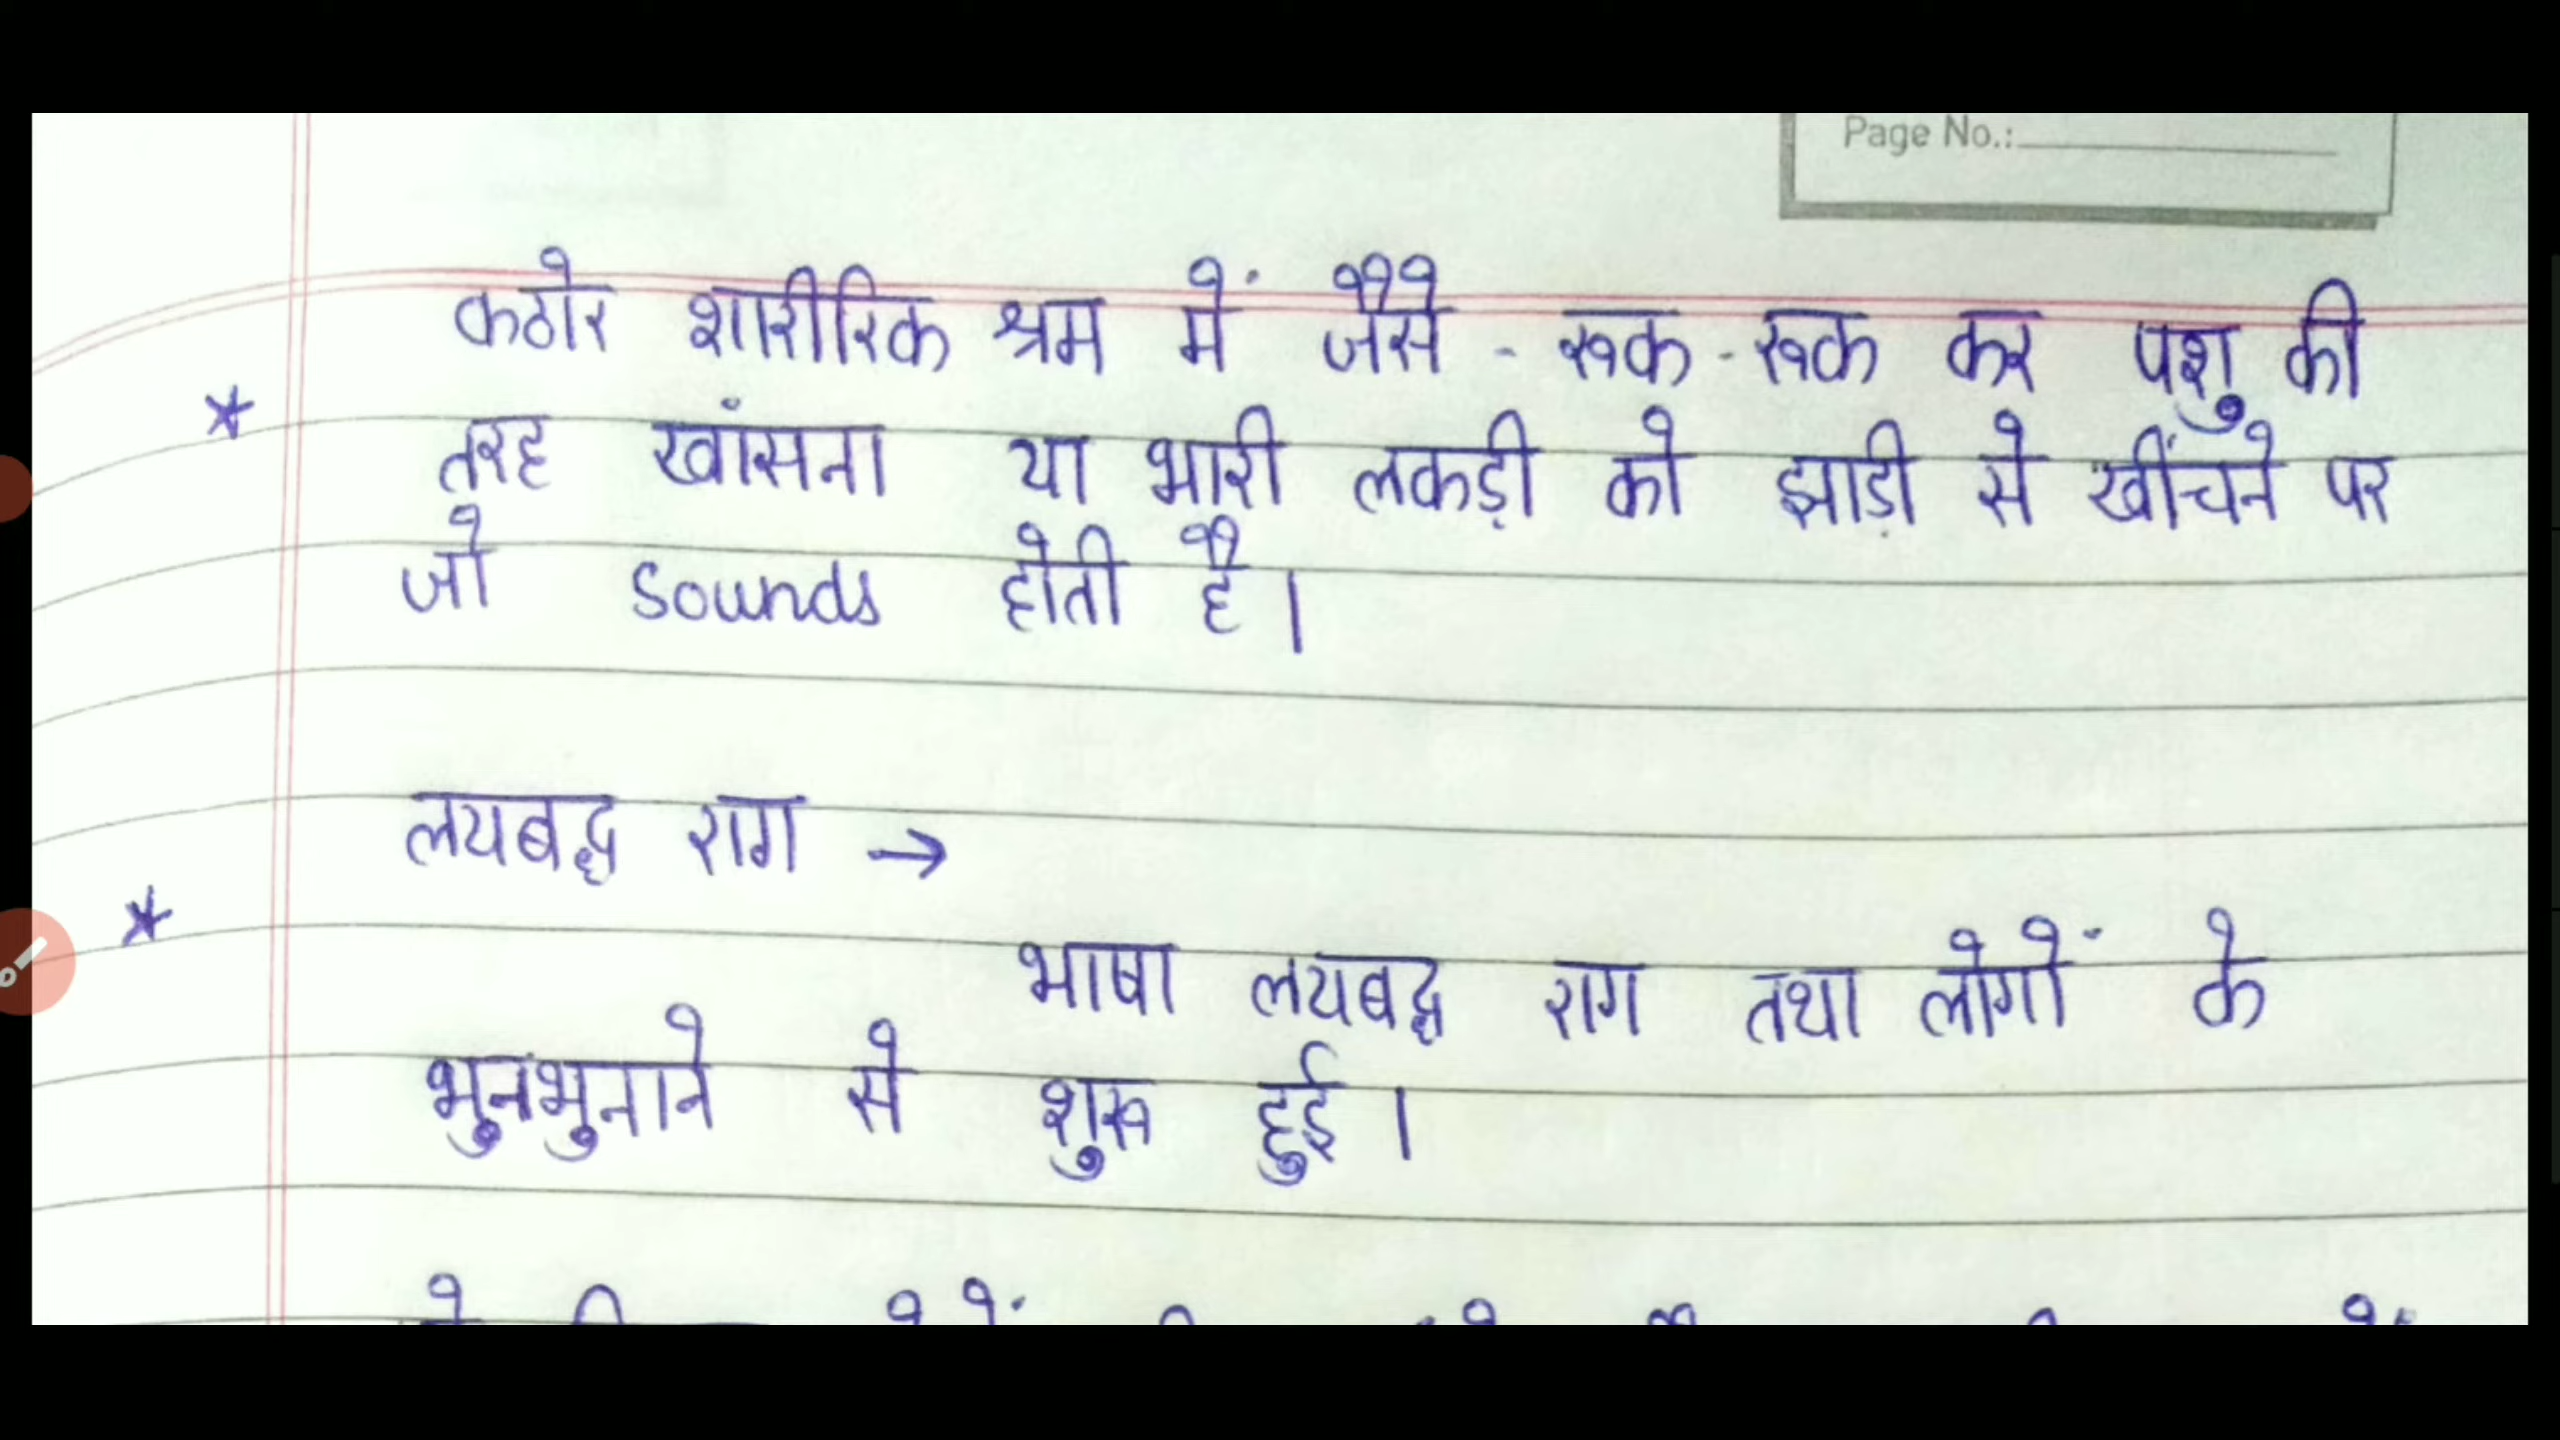 Page No.:
कठोर शारीरिक श्रम में जैसे - रूक - रूक कर पशु की
* तरह खांसना या भारी लकड़ी को झाड़ी से खींचने पर
जो sounds होती है।
लयबद्ध राग →
* भाषा लयबद्ध राग तथा लोगों के
भुनभुनाने से शुरू हुई।